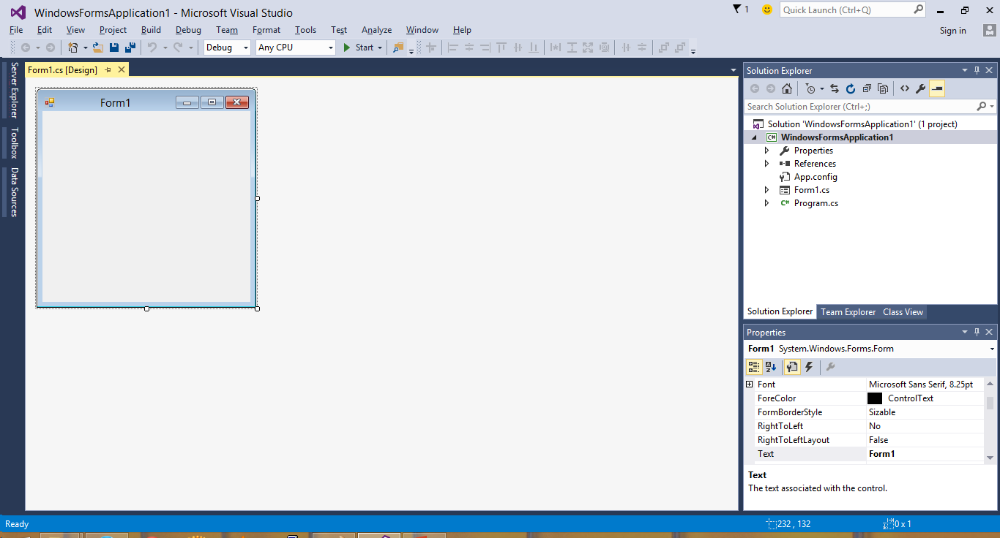 WindowsFormsApplication1 - Microsoft Visual Studio
1
Quick Launch (Ctrl+Q)
File Edit View Project Build Debug Team Format Tools Test Analyze Window Help
Sign in
Debug Any CPU Start
Server Explorer
Toolbox
Data Sources
Form1.cs [Design]
Form1
Solution Explorer
Search Solution Explorer (Ctrl+;)
Solution 'WindowsFormsApplication1' (1 project)
C# WindowsFormsApplication1
Properties
References
App.config
Form1.cs
C# Program.cs
Solution Explorer Team Explorer Class View
Properties
Form1 System.Windows.Forms.Form
Font Microsoft Sans Serif, 8.25pt
ForeColor ControlText
FormBorderStyle Sizable
RightToLeft No
RightToLeftLayout False
Text Form1
Text
The text associated with the control.
Ready
232 , 132
0 x 1